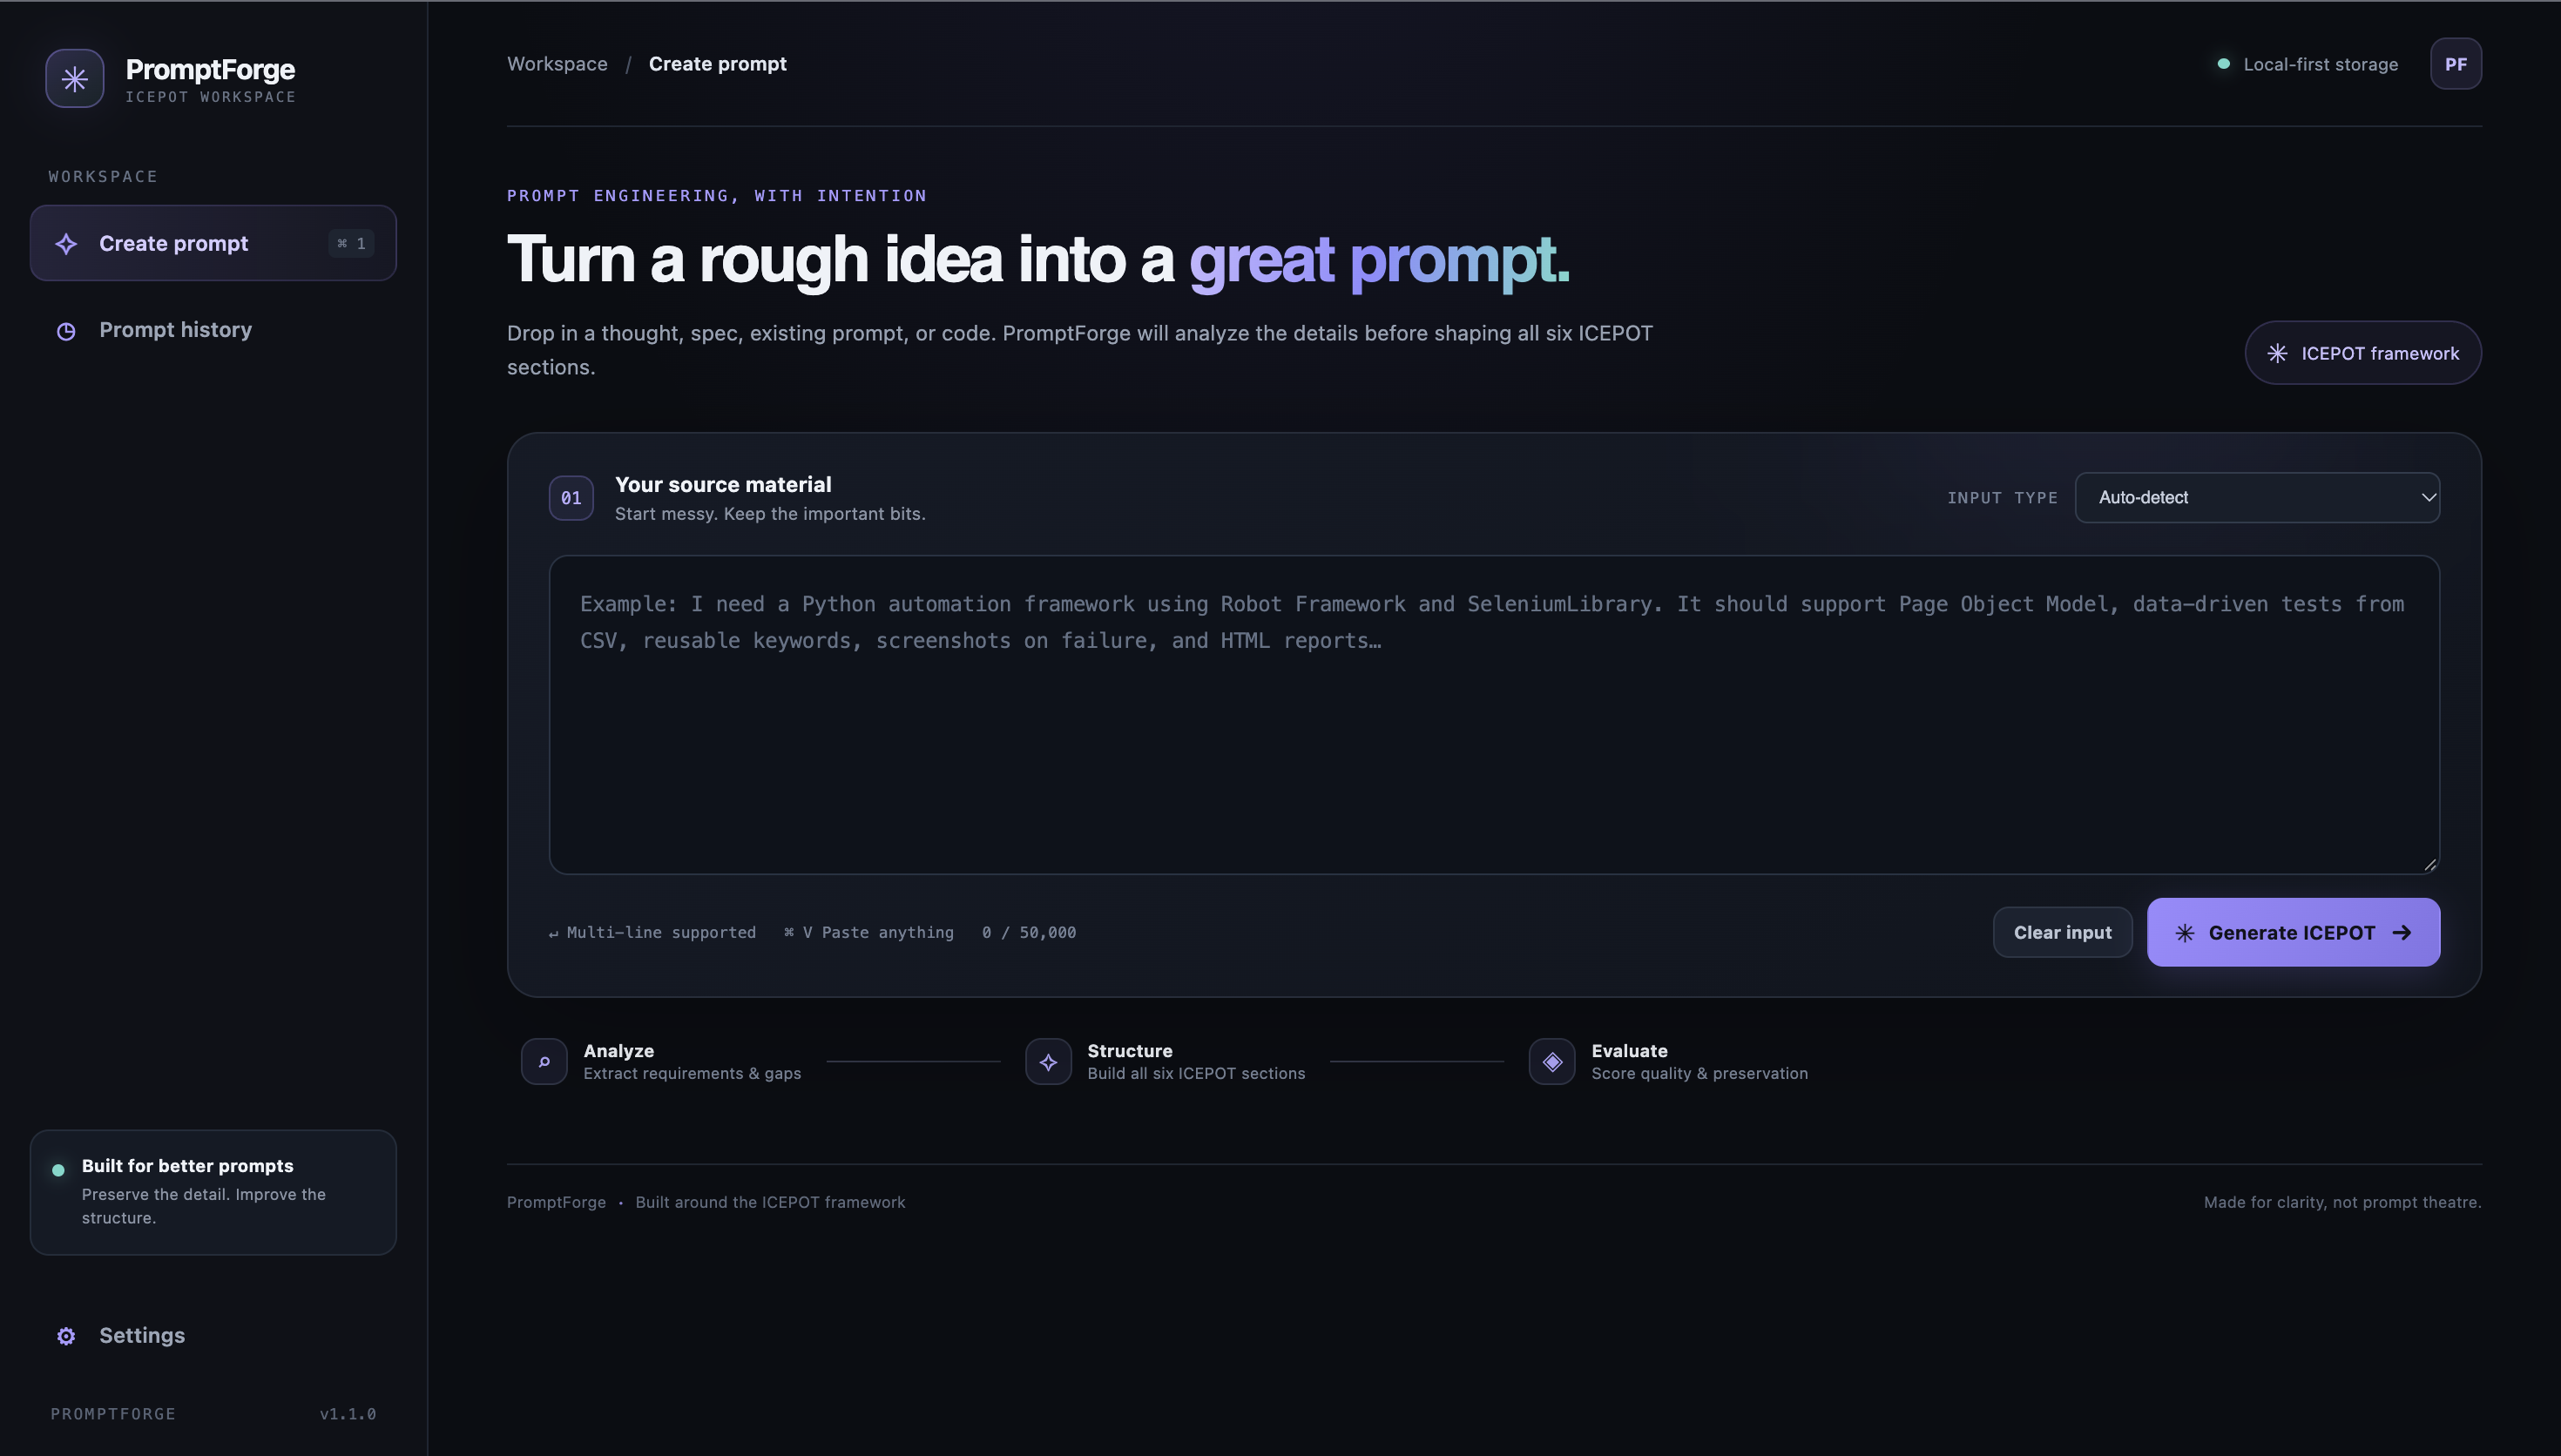 PromptForge
ICEPOT WORKSPACE
WORKSPACE
Create prompt ⌘ 1
Prompt history
Built for better prompts
Preserve the detail. Improve the
structure.
Settings
PROMPTFORGE v1.1.0
Workspace / Create prompt
Local-first storage PF
PROMPT ENGINEERING, WITH INTENTION
Turn a rough idea into a great prompt.
Drop in a thought, spec, existing prompt, or code. PromptForge will analyze the details before shaping all six ICEPOT
sections.
ICEPOT framework
01
Your source material
Start messy. Keep the important bits.
INPUT TYPE Auto-detect
Example: I need a Python automation framework using Robot Framework and SeleniumLibrary. It should support Page Object Model, data-driven tests from
CSV, reusable keywords, screenshots on failure, and HTML reports…
↵ Multi-line supported ⌘ V Paste anything 0 / 50,000
Clear input
Generate ICEPOT →
Analyze
Extract requirements & gaps
Structure
Build all six ICEPOT sections
Evaluate
Score quality & preservation
PromptForge • Built around the ICEPOT framework
Made for clarity, not prompt theatre.